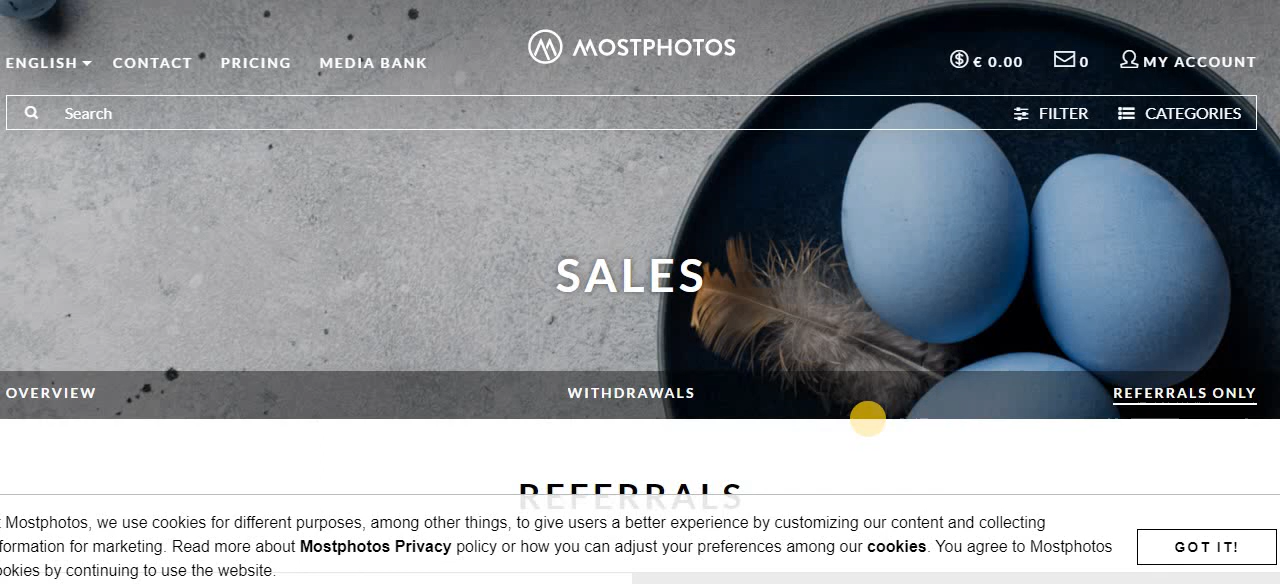 MOSTPHOTOS
ENGLISH CONTACT PRICING MEDIA BANK € 0.00 0 MY ACCOUNT
Search FILTER CATEGORIES
SALES
OVERVIEW WITHDRAWALS REFERRALS ONLY
REFERRALS
Mostphotos, we use cookies for different purposes, among other things, to give users a better experience by customizing our content and collecting
formation for marketing. Read more about Mostphotos Privacy policy or how you can adjust your preferences among our cookies. You agree to Mostphotos
ookies by continuing to use the website.
GOT IT!